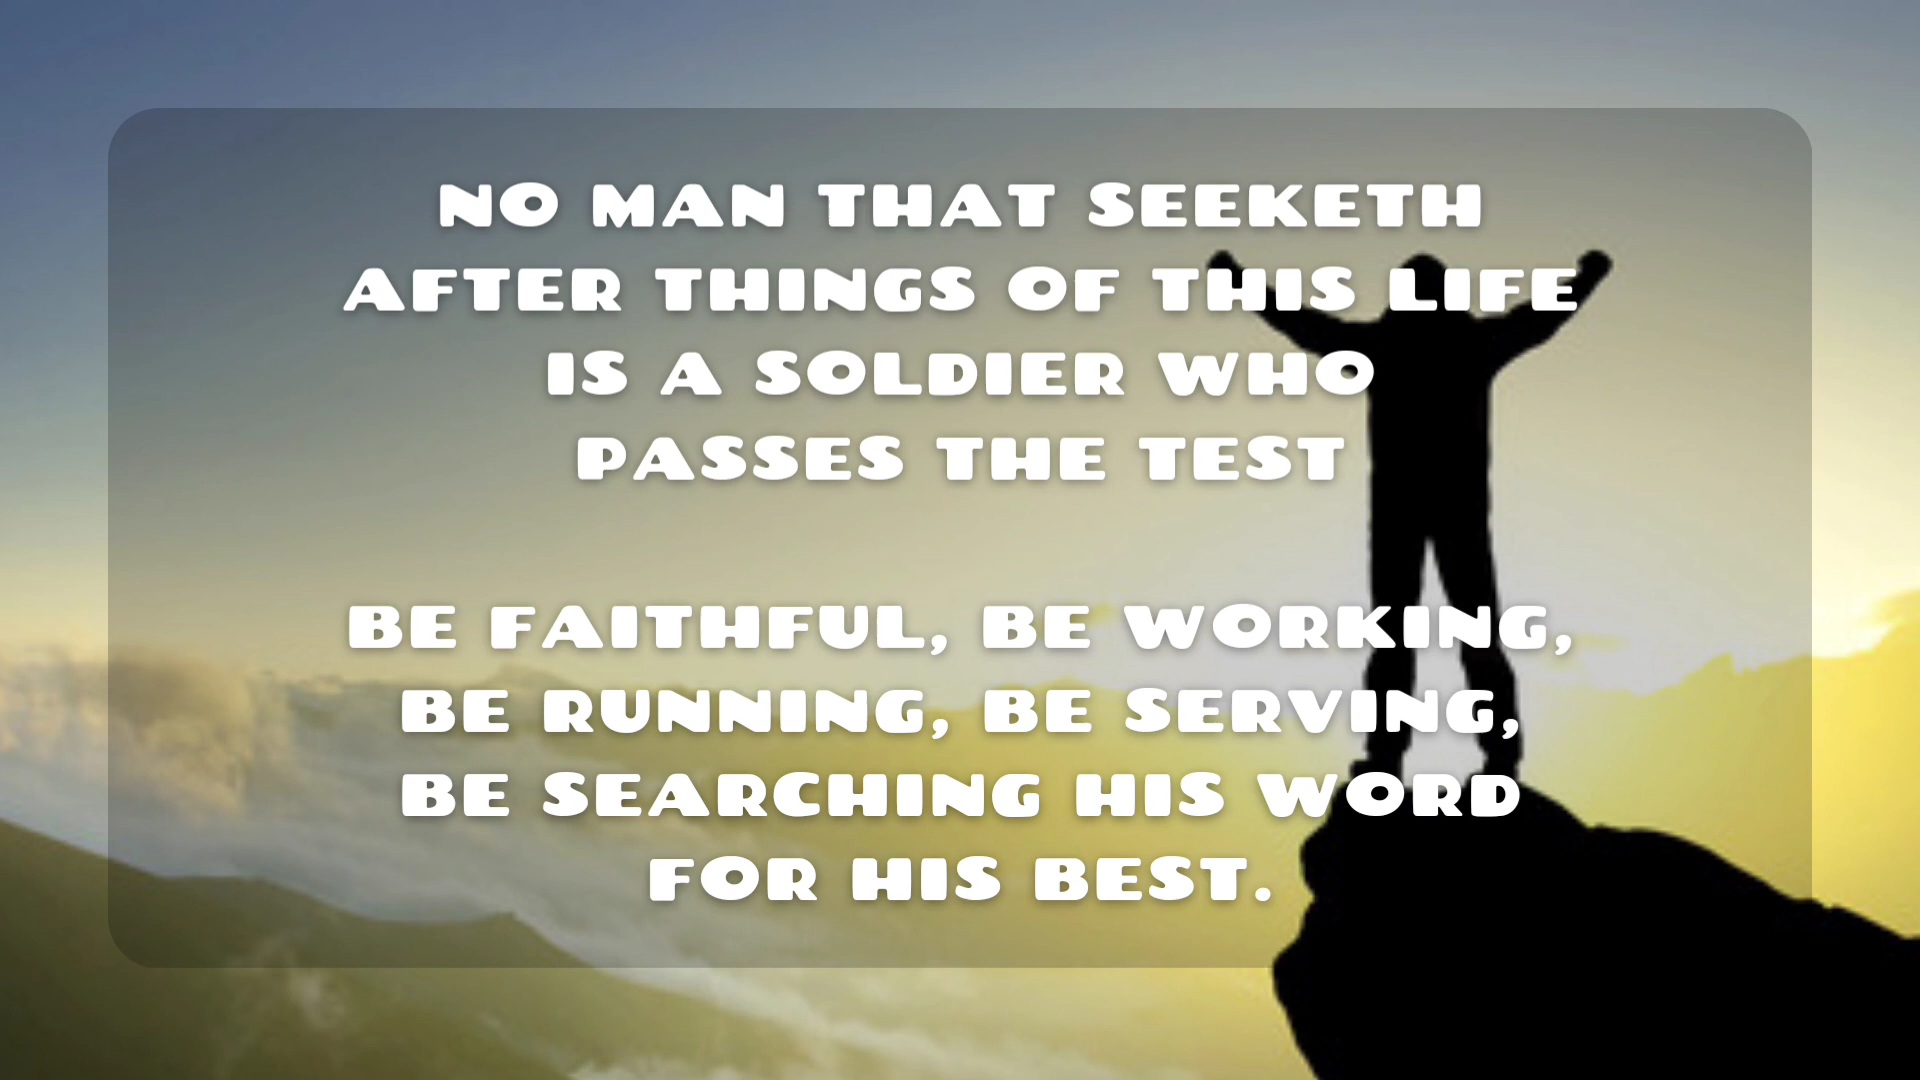 NO MAN THAT SEEKETH
AFTER THINGS OF THIS LIFE
IS A SOLDIER WHO
PASSES THE TEST
BE FAITHFUL, BE WORKING,
BE RUNNING, BE SERVING,
BE SEARCHING HIS WORD
FOR HIS BEST.